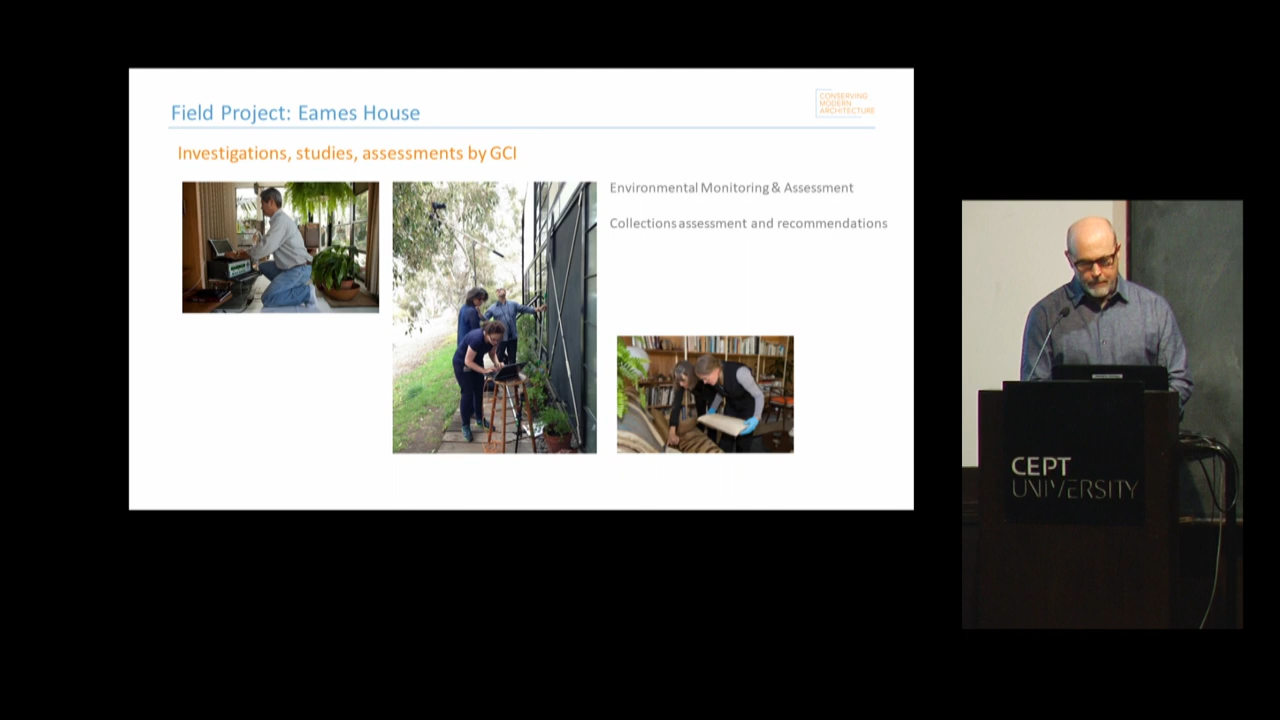 Field Project: Eames House
CONSERVING
MODERN
ARCHITECTURE
Investigations, studies, assessments by GCI
Environmental Monitoring & Assessment
Collections assessment and recommendations
CEPT
UNIVERSITY